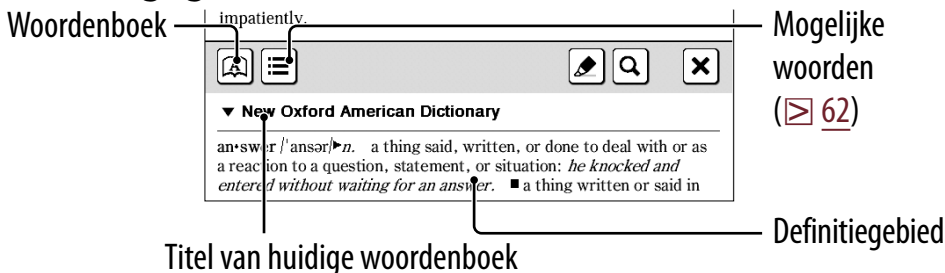 impatiently.
Woordenboek
Mogelijke
woorden
(62)
▼ New Oxford American Dictionary
an•swer /ˈansər/▶n. a thing said, written, or done to deal with or as
a reaction to a question, statement, or situation: he knocked and
entered without waiting for an answer. ■ a thing written or said in
Definitiegebied
Titel van huidige woordenboek